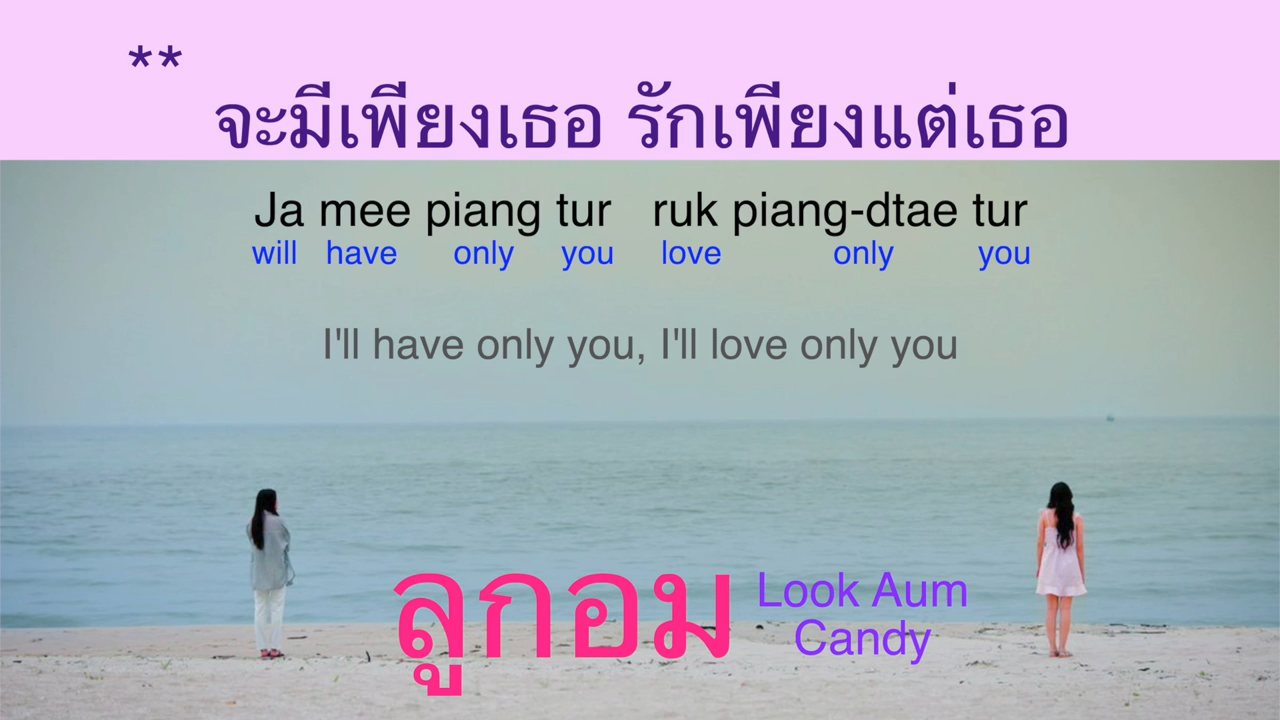 **
จะมีเพียงเธอ รักเพียงแต่เธอ
Ja mee piang tur ruk piang-dtae tur
will have only you love only you
I'll have only you, I'll love only you
ลูกอม
Look Aum
Candy